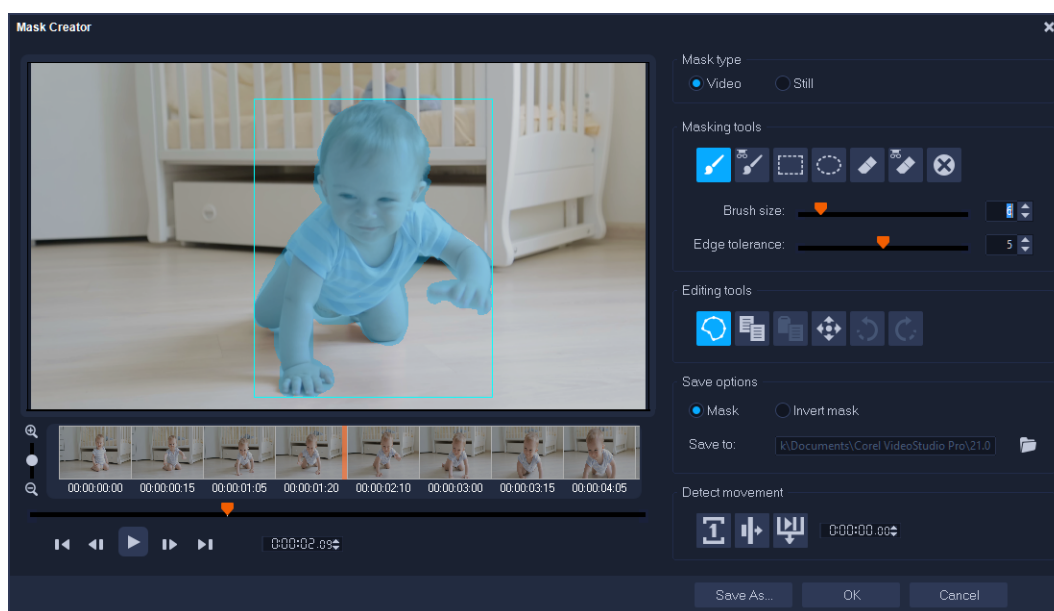 Mask Creator
Mask type
Video
Still
Masking tools
Brush size:
6
Edge tolerance:
5
Editing tools
Save options
Mask
Invert mask
Save to:
k\Documents\Corel VideoStudio Pro\21.0
Detect movement
1
0:00:00.00
00:00:00:00 00:00:00:15 00:00:01:05 00:00:01:20 00:00:02:10 00:00:03:00 00:00:03:15 00:00:04:05
0:00:02.09
Save As...
OK
Cancel